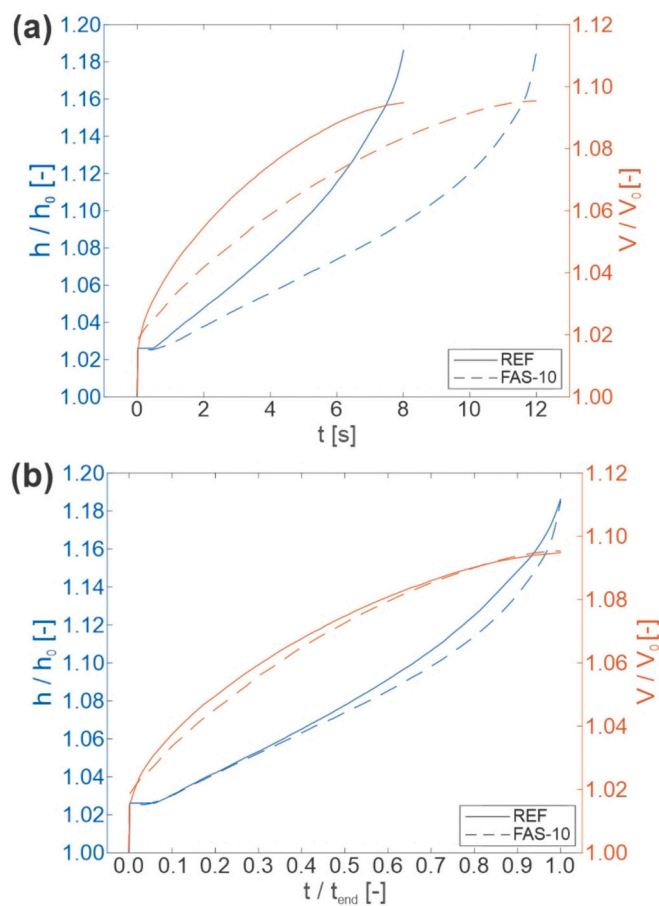 (a)
h / h₀ [-]
1.20
1.18
1.16
1.14
1.12
1.10
1.08
1.06
1.04
1.02
1.00
V / V₀ [-]
1.12
1.10
1.08
1.06
1.04
1.02
1.00
REF
FAS-10
0 2 4 6 8 10 12
t [s]
(b)
h / h₀ [-]
1.20
1.18
1.16
1.14
1.12
1.10
1.08
1.06
1.04
1.02
1.00
V / V₀ [-]
1.12
1.10
1.08
1.06
1.04
1.02
1.00
REF
FAS-10
0.0 0.1 0.2 0.3 0.4 0.5 0.6 0.7 0.8 0.9 1.0
t / t_end [-]